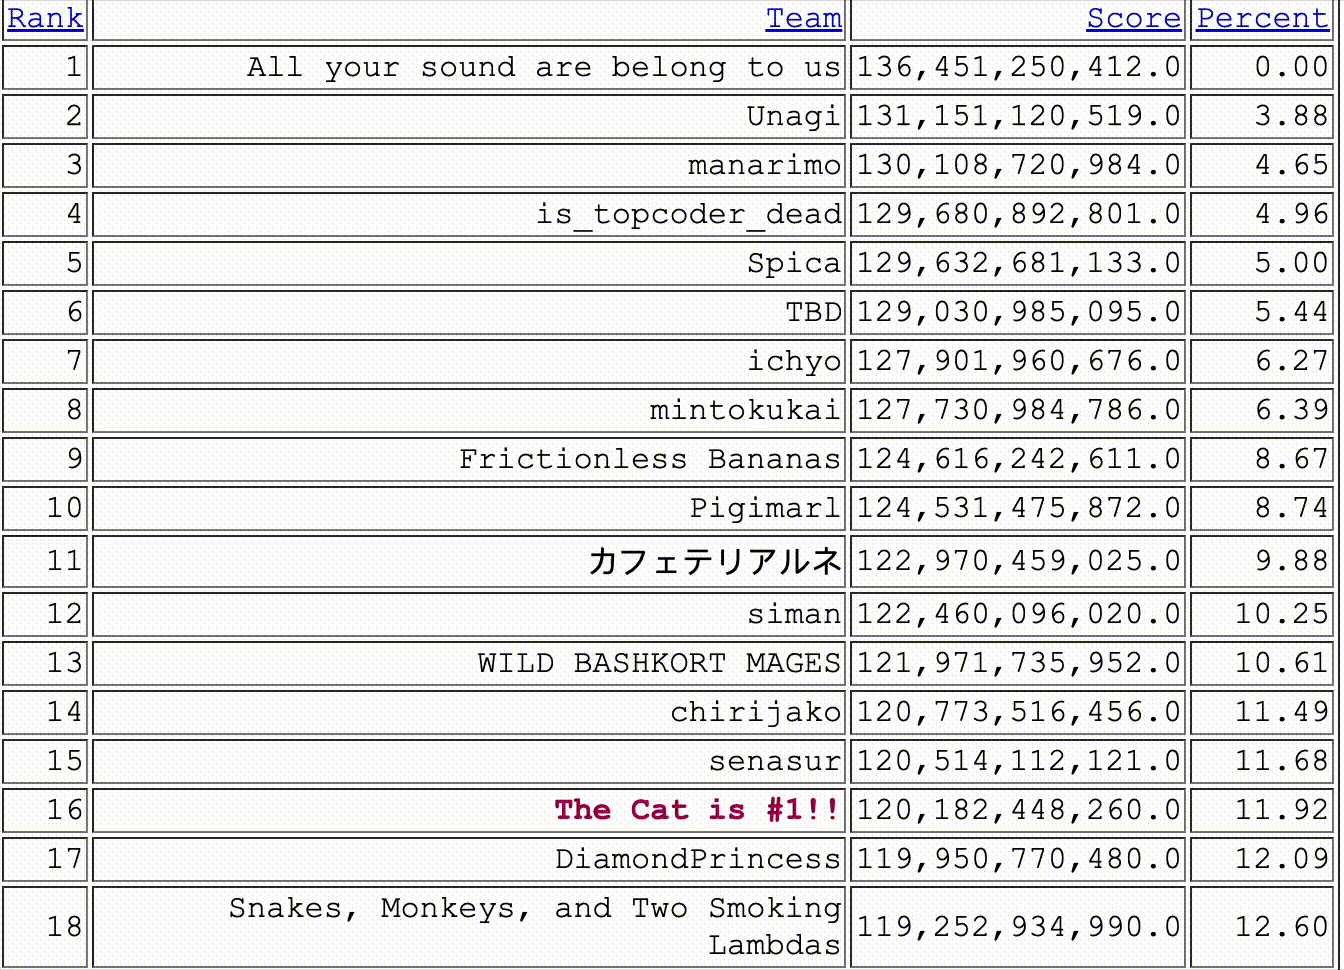 Rank Team Score Percent
1 All your sound are belong to us 136,451,250,412.0 0.00
2 Unagi 131,151,120,519.0 3.88
3 manarimo 130,108,720,984.0 4.65
4 is_topcoder_dead 129,680,892,801.0 4.96
5 Spica 129,632,681,133.0 5.00
6 TBD 129,030,985,095.0 5.44
7 ichyo 127,901,960,676.0 6.27
8 mintokukai 127,730,984,786.0 6.39
9 Frictionless Bananas 124,616,242,611.0 8.67
10 Pigimarl 124,531,475,872.0 8.74
11 カフェテリアルネ 122,970,459,025.0 9.88
12 siman 122,460,096,020.0 10.25
13 WILD BASHKORT MAGES 121,971,735,952.0 10.61
14 chirijako 120,773,516,456.0 11.49
15 senasur 120,514,112,121.0 11.68
16 The Cat is #1!! 120,182,448,260.0 11.92
17 DiamondPrincess 119,950,770,480.0 12.09
18 Snakes, Monkeys, and Two Smoking
Lambdas 119,252,934,990.0 12.60